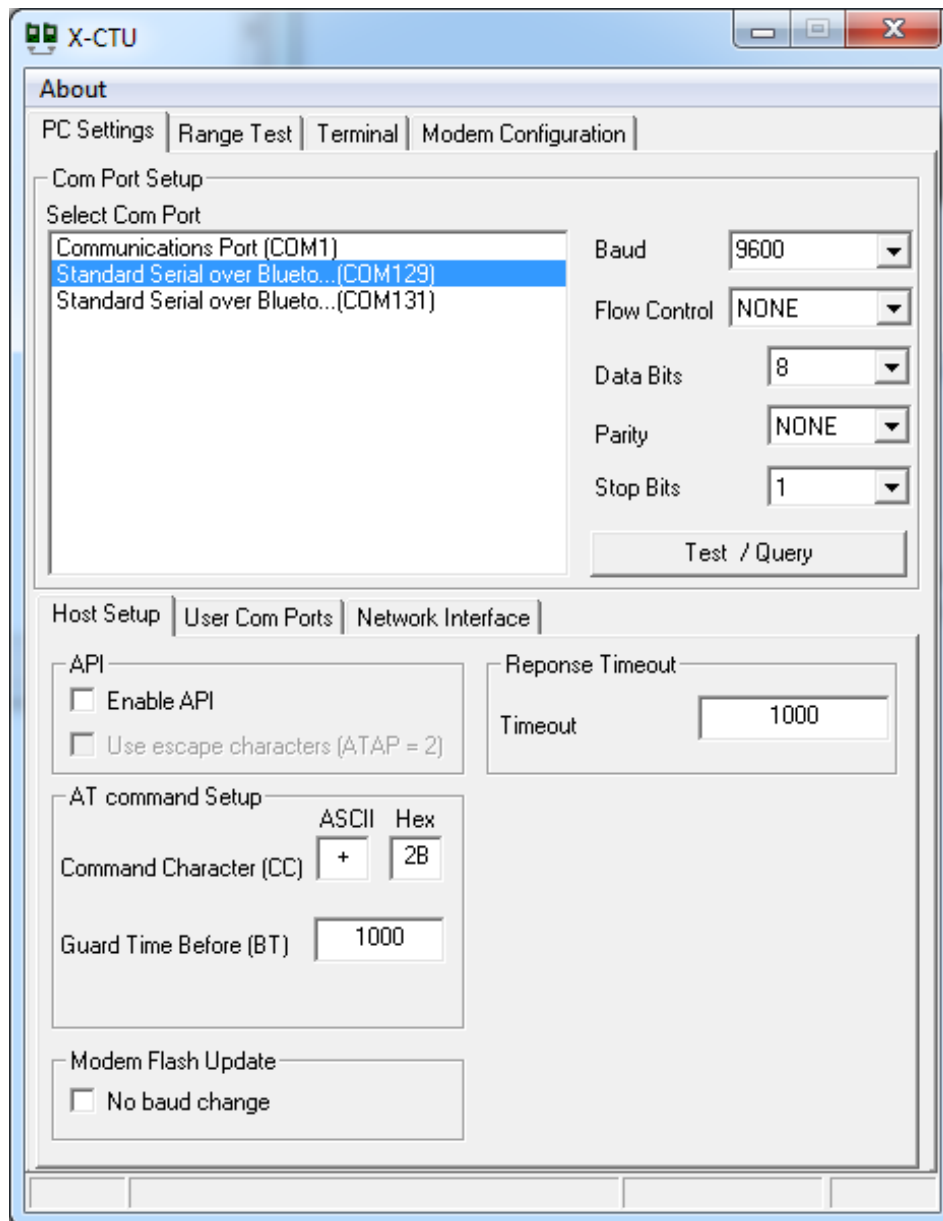 X-CTU
About
PC Settings Range Test Terminal Modem Configuration
Com Port Setup
Select Com Port
Communications Port (COM1)
Standard Serial over Blueto...(COM129)
Standard Serial over Blueto...(COM131)
Baud 9600
Flow Control NONE
Data Bits 8
Parity NONE
Stop Bits 1
Test / Query
Host Setup User Com Ports Network Interface
API
Enable API
Use escape characters (ATAP = 2)
Reponse Timeout
Timeout 1000
AT command Setup
ASCII Hex
Command Character (CC) + 2B
Guard Time Before (BT) 1000
Modem Flash Update
No baud change